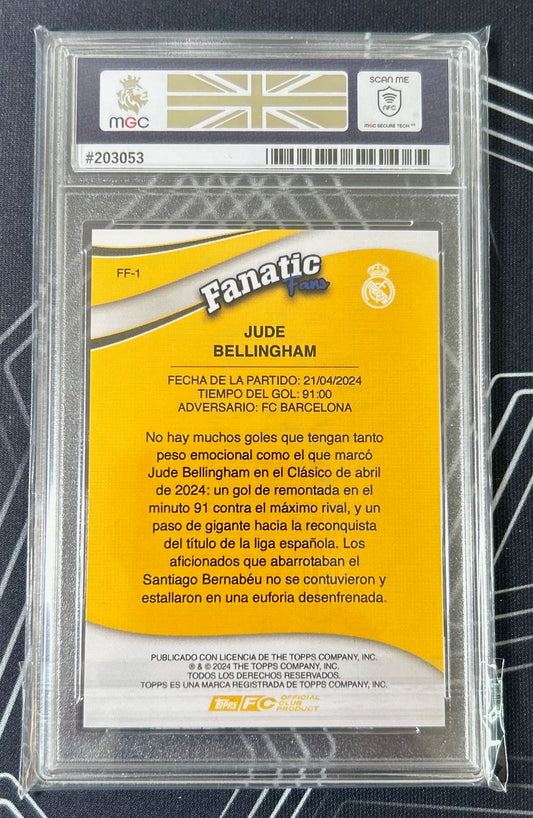 MGC
SCAN ME
NFC
MGC SECURE TECH™
#203053
FF-1
Fanatic
Fans
JUDE
BELLINGHAM
FECHA DE LA PARTIDO: 21/04/2024
TIEMPO DEL GOL: 91:00
ADVERSARIO: FC BARCELONA
No hay muchos goles que tengan tanto
peso emocional como el que marcó
Jude Bellingham en el Clásico de abril
de 2024: un gol de remontada en el
minuto 91 contra el máximo rival, y un
paso de gigante hacia la reconquista
del título de la liga española. Los
aficionados que abarrotaban el
Santiago Bernabéu no se contuvieron y
estallaron en una euforia desenfrenada.
PUBLICADO CON LICENCIA DE THE TOPPS COMPANY, INC.
® & © 2024 THE TOPPS COMPANY, INC.
TODOS LOS DERECHOS RESERVADOS.
TOPPS ES UNA MARCA REGISTRADA DE TOPPS COMPANY, INC.
Topps FC OFFICIAL
CLUB
PRODUCT